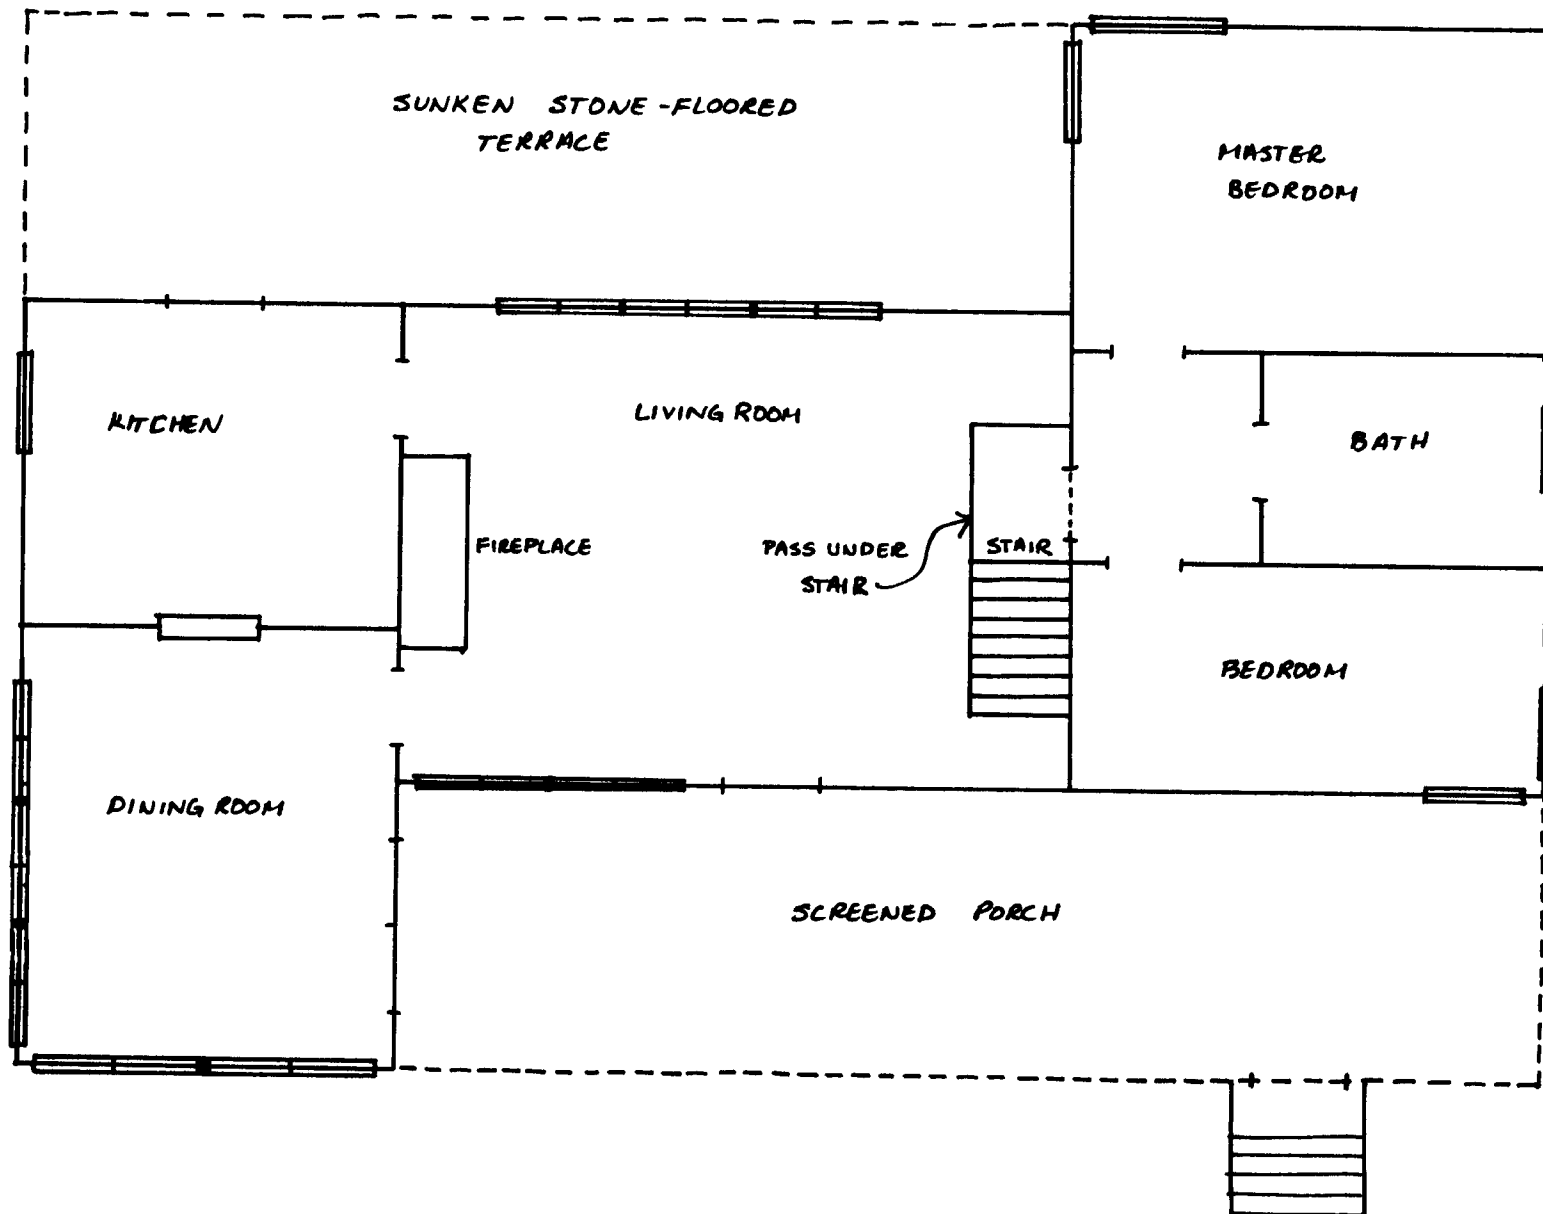 SUNKEN STONE-FLOORED
TERRACE
MASTER
BEDROOM
KITCHEN
LIVING ROOM
BATH
FIREPLACE
PASS UNDER
STAIR
STAIR
BEDROOM
DINING ROOM
SCREENED PORCH